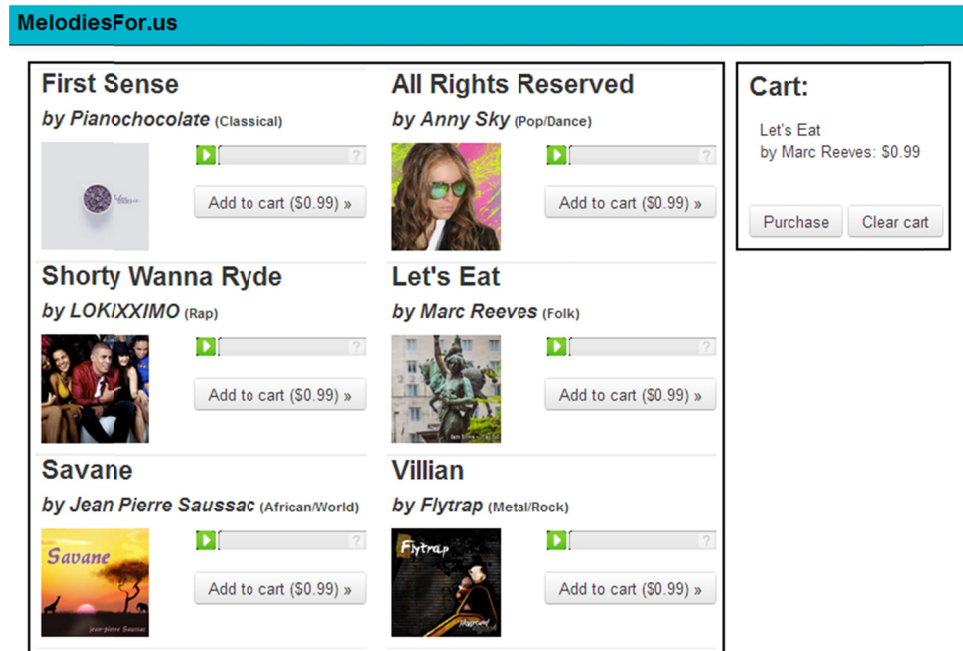 MelodiesFor.us
First Sense
by Pianochocolate (Classical)
?
Add to cart ($0.99) »
All Rights Reserved
by Anny Sky (Pop/Dance)
?
Add to cart ($0.99) »
Shorty Wanna Ryde
by LOKIXXIMO (Rap)
?
Add to cart ($0.99) »
Let's Eat
by Marc Reeves (Folk)
?
Add to cart ($0.99) »
Savane
by Jean Pierre Saussac (African/World)
Savane
jean-pierre Saussac
?
Add to cart ($0.99) »
Villian
by Flytrap (Metal/Rock)
Flytrap
?
Add to cart ($0.99) »
Cart:
Let's Eat
by Marc Reeves: $0.99
Purchase
Clear cart